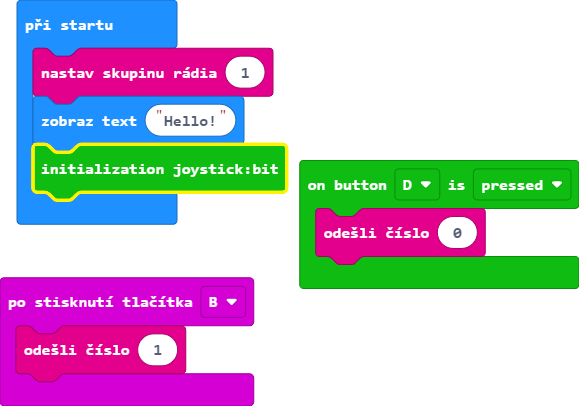 při startu
nastav skupinu rádia 1
zobraz text "Hello!"
initialization joystick:bit
on button D is pressed
odešli číslo 0
po stisknutí tlačítka B
odešli číslo 1